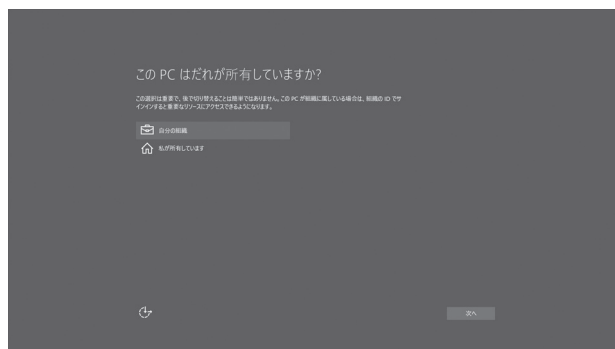 この PC はだれが所有していますか?
この選択は重要で、後で切り替えることは簡単ではありません。この PC が組織に属している場合は、組織の ID でサ
インインすると重要なリソースにアクセスできるようになります。
自分の組織
私が所有しています
次へ